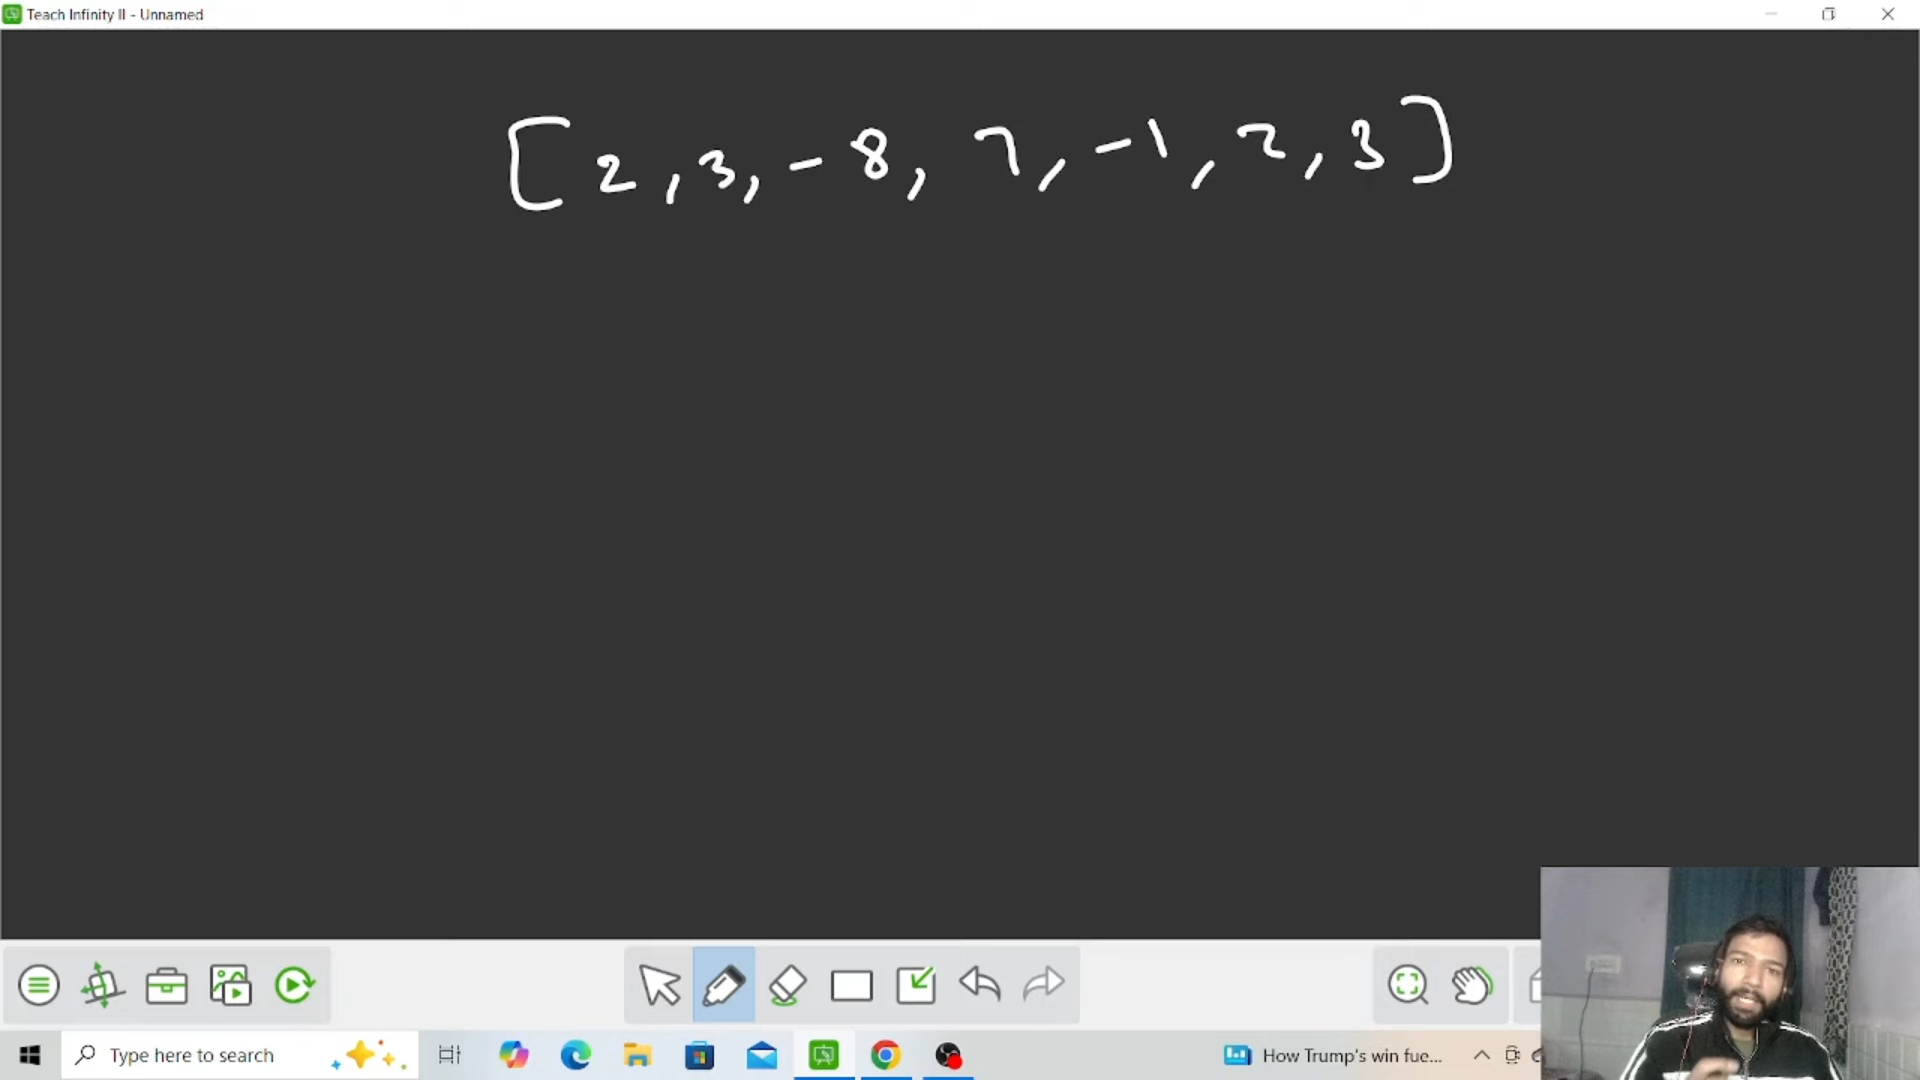 Teach Infinity II - Unnamed
[2, 3, -8, 7, -1, 2, 3]
Type here to search
How Trump's win fue...